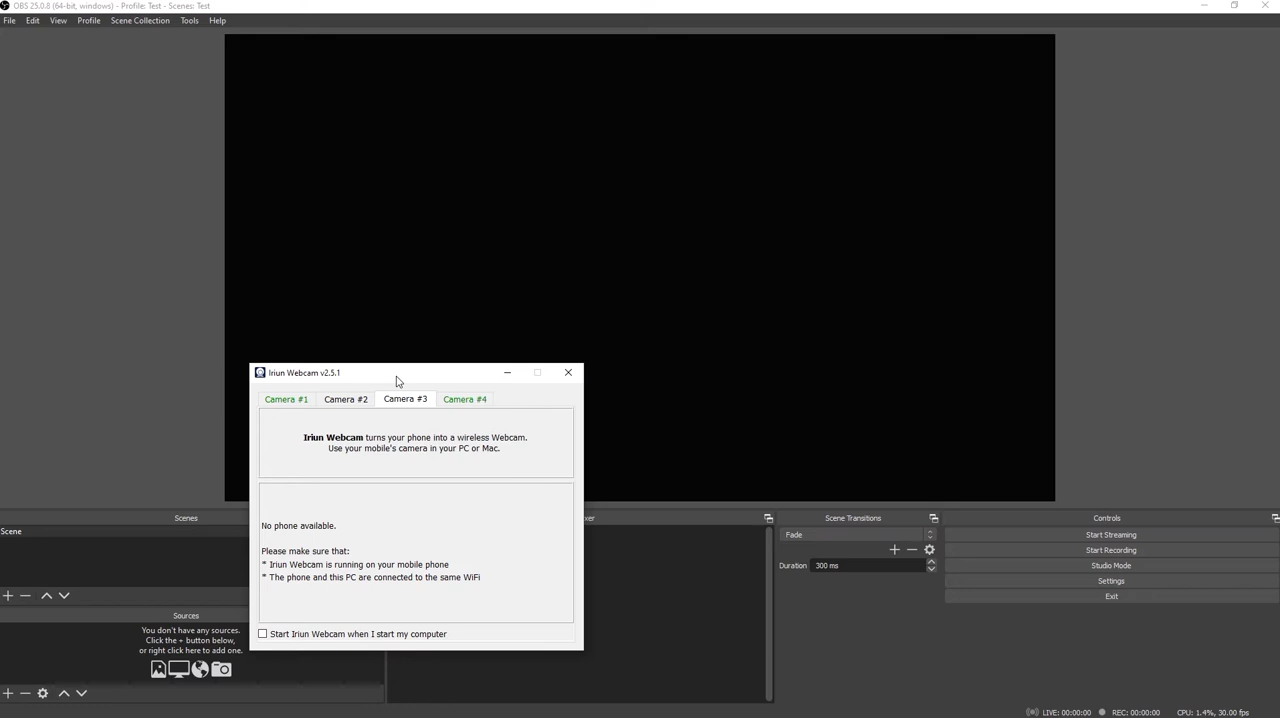 OBS 25.0.8 (64-bit, windows) - Profile: Test - Scenes: Test
File Edit View Profile Scene Collection Tools Help
Iriun Webcam v2.5.1
Camera #1 Camera #2 Camera #3 Camera #4
Iriun Webcam turns your phone into a wireless Webcam.
Use your mobile's camera in your PC or Mac.
No phone available.
Please make sure that:
* Iriun Webcam is running on your mobile phone
* The phone and this PC are connected to the same WiFi
Start Iriun Webcam when I start my computer
Scenes
Scene
Sources
You don't have any sources.
Click the + button below,
or right click here to add one.
Scene Transitions
Fade
Duration 300 ms
Controls
Start Streaming
Start Recording
Studio Mode
Settings
Exit
LIVE: 00:00:00 REC: 00:00:00 CPU: 1.4%, 30.00 fps